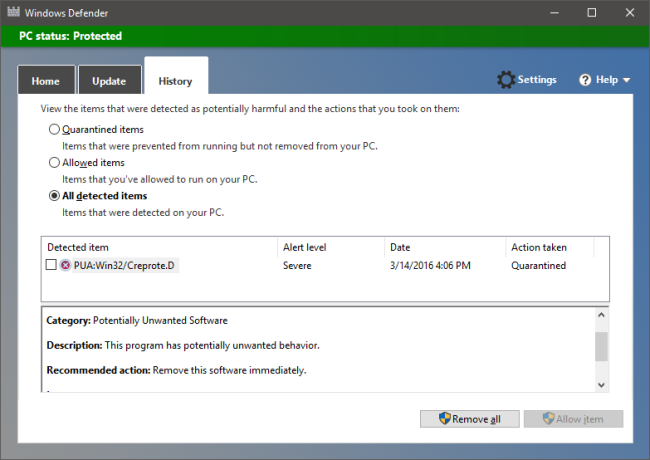 Windows Defender
PC status: Protected
Home Update History Settings Help
View the items that were detected as potentially harmful and the actions that you took on them:
Quarantined items
Items that were prevented from running but not removed from your PC.
Allowed items
Items that you've allowed to run on your PC.
All detected items
Items that were detected on your PC.
Detected item Alert level Date Action taken
PUA:Win32/Creprote.D Severe 3/14/2016 4:06 PM Quarantined
Category: Potentially Unwanted Software
Description: This program has potentially unwanted behavior.
Recommended action: Remove this software immediately.
Remove all Allow item